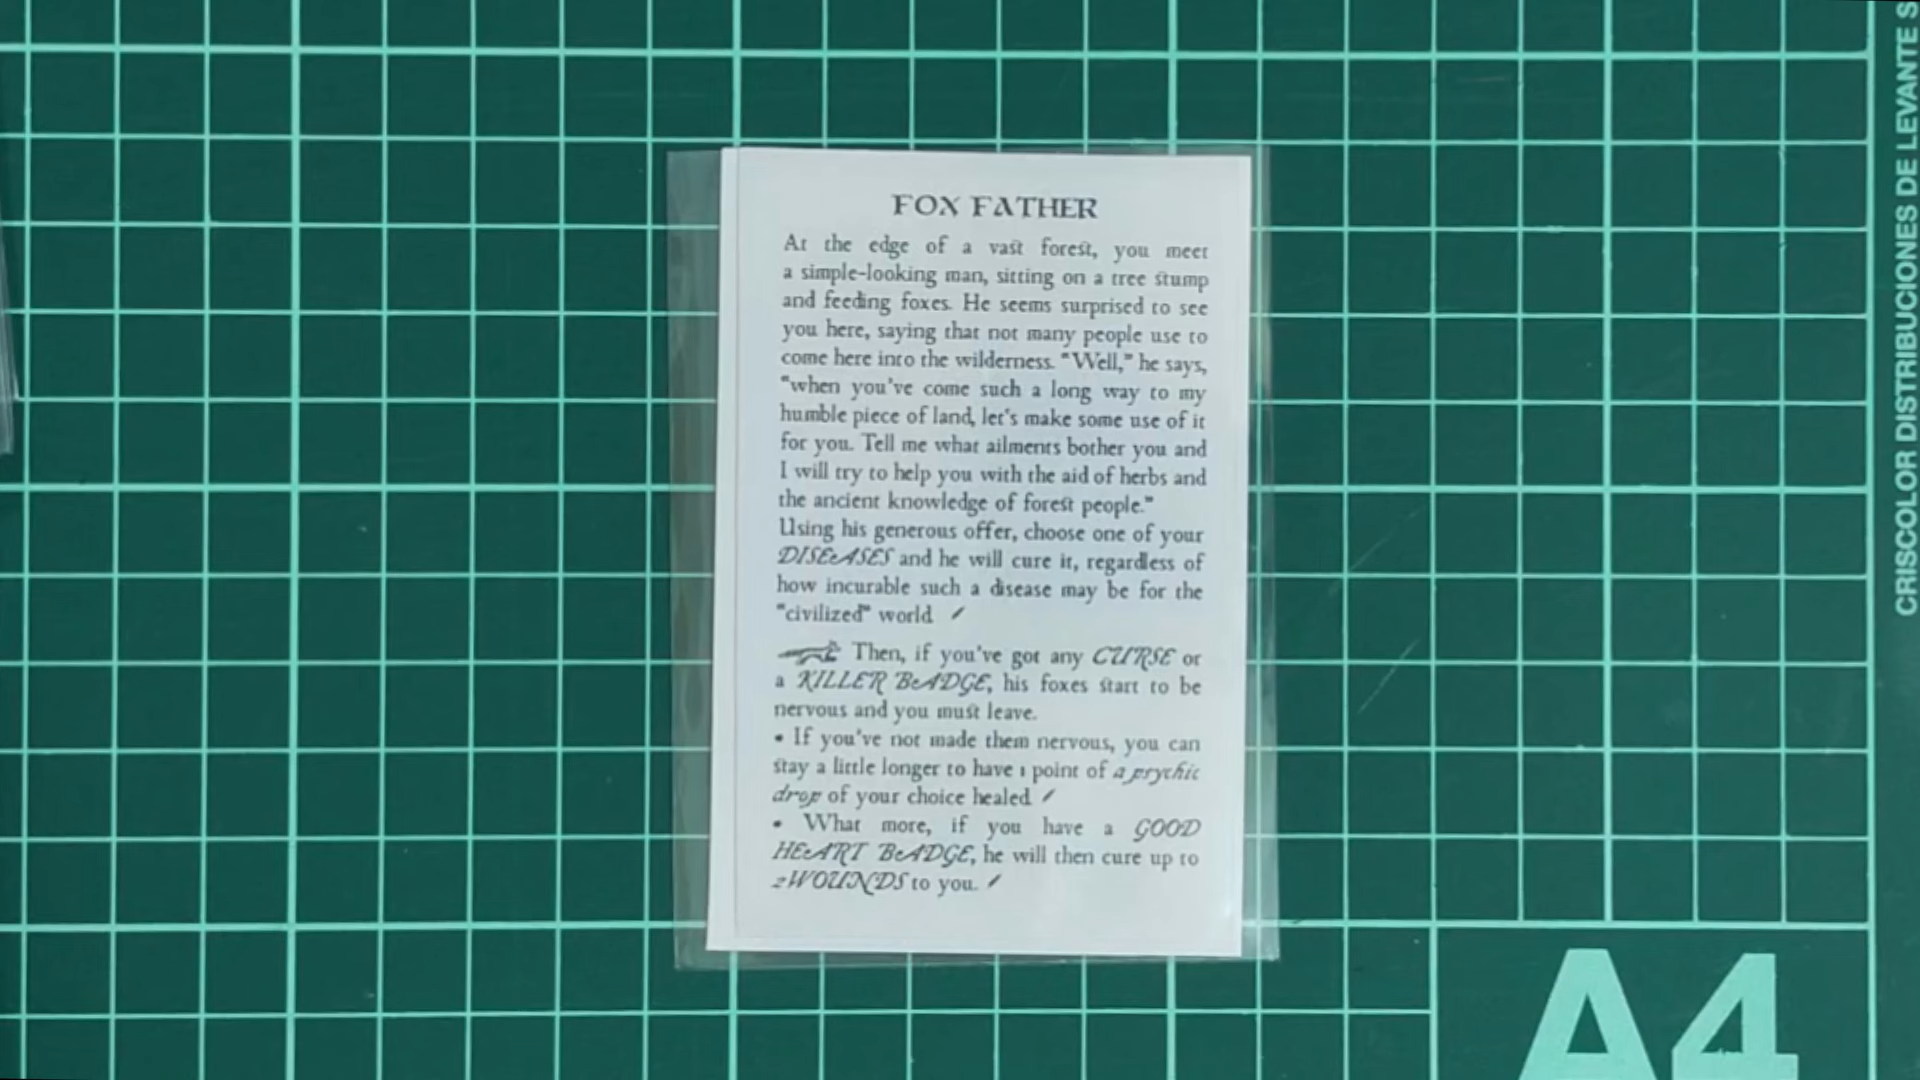 FOX FATHER
At the edge of a vast forest, you meet
a simple-looking man, sitting on a tree stump
and feeding foxes. He seems surprised to see
you here, saying that not many people use to
come here into the wilderness. "Well," he says,
"when you've come such a long way to my
humble piece of land, let's make some use of it
for you. Tell me what ailments bother you and
I will try to help you with the aid of herbs and
the ancient knowledge of forest people."
Using his generous offer, choose one of your
DISEASES and he will cure it, regardless of
how incurable such a disease may be for the
"civilized" world
Then, if you've got any CURSE or
a KILLER BADGE, his foxes start to be
nervous and you must leave.
• If you've not made them nervous, you can
stay a little longer to have 1 point of a psychic
drop of your choice healed
• What more, if you have a GOOD
HEART BADGE, he will then cure up to
2 WOUNDS to you.
A4
CRISCOLOR DISTRIBUCIONES DE LEVANTE S